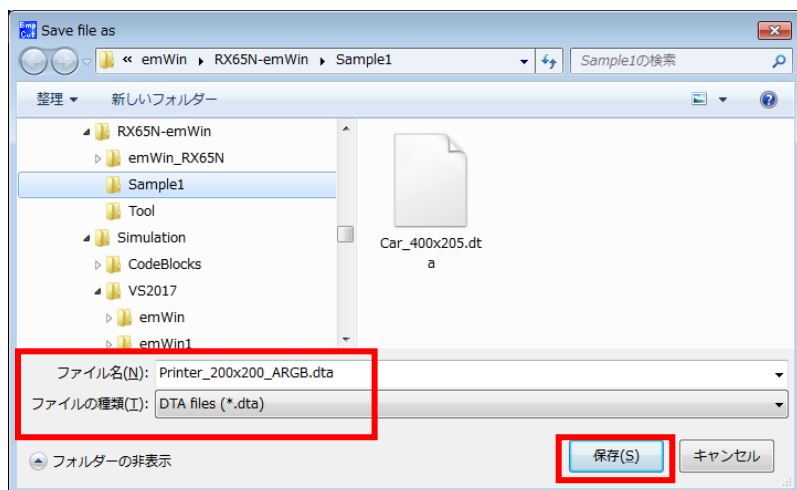 Bmp
Cvt
Save file as
« emWin ▸ RX65N-emWin ▸ Sample1
Sample1の検索
整理 ▼ 新しいフォルダー
RX65N-emWin
emWin_RX65N
Sample1
Tool
Simulation
CodeBlocks
VS2017
emWin
emWin1
Car_400x205.dt
a
ファイル名(N): Printer_200x200_ARGB.dta
ファイルの種類(T): DTA files (*.dta)
フォルダーの非表示
保存(S)
キャンセル